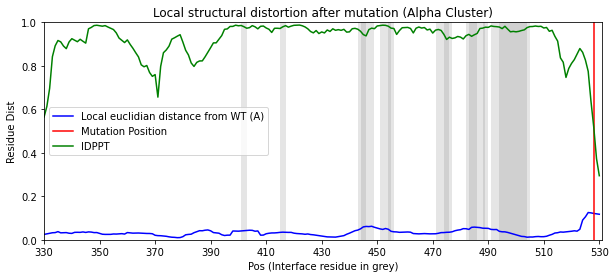 Local structural distortion after mutation (Alpha Cluster)
1.0
0.8
0.6
0.4
0.2
0.0
Residue Dist
Local euclidian distance from WT (A)
Mutation Position
IDPPT
330 350 370 390 410 430 450 470 490 510 530
Pos (Interface residue in grey)